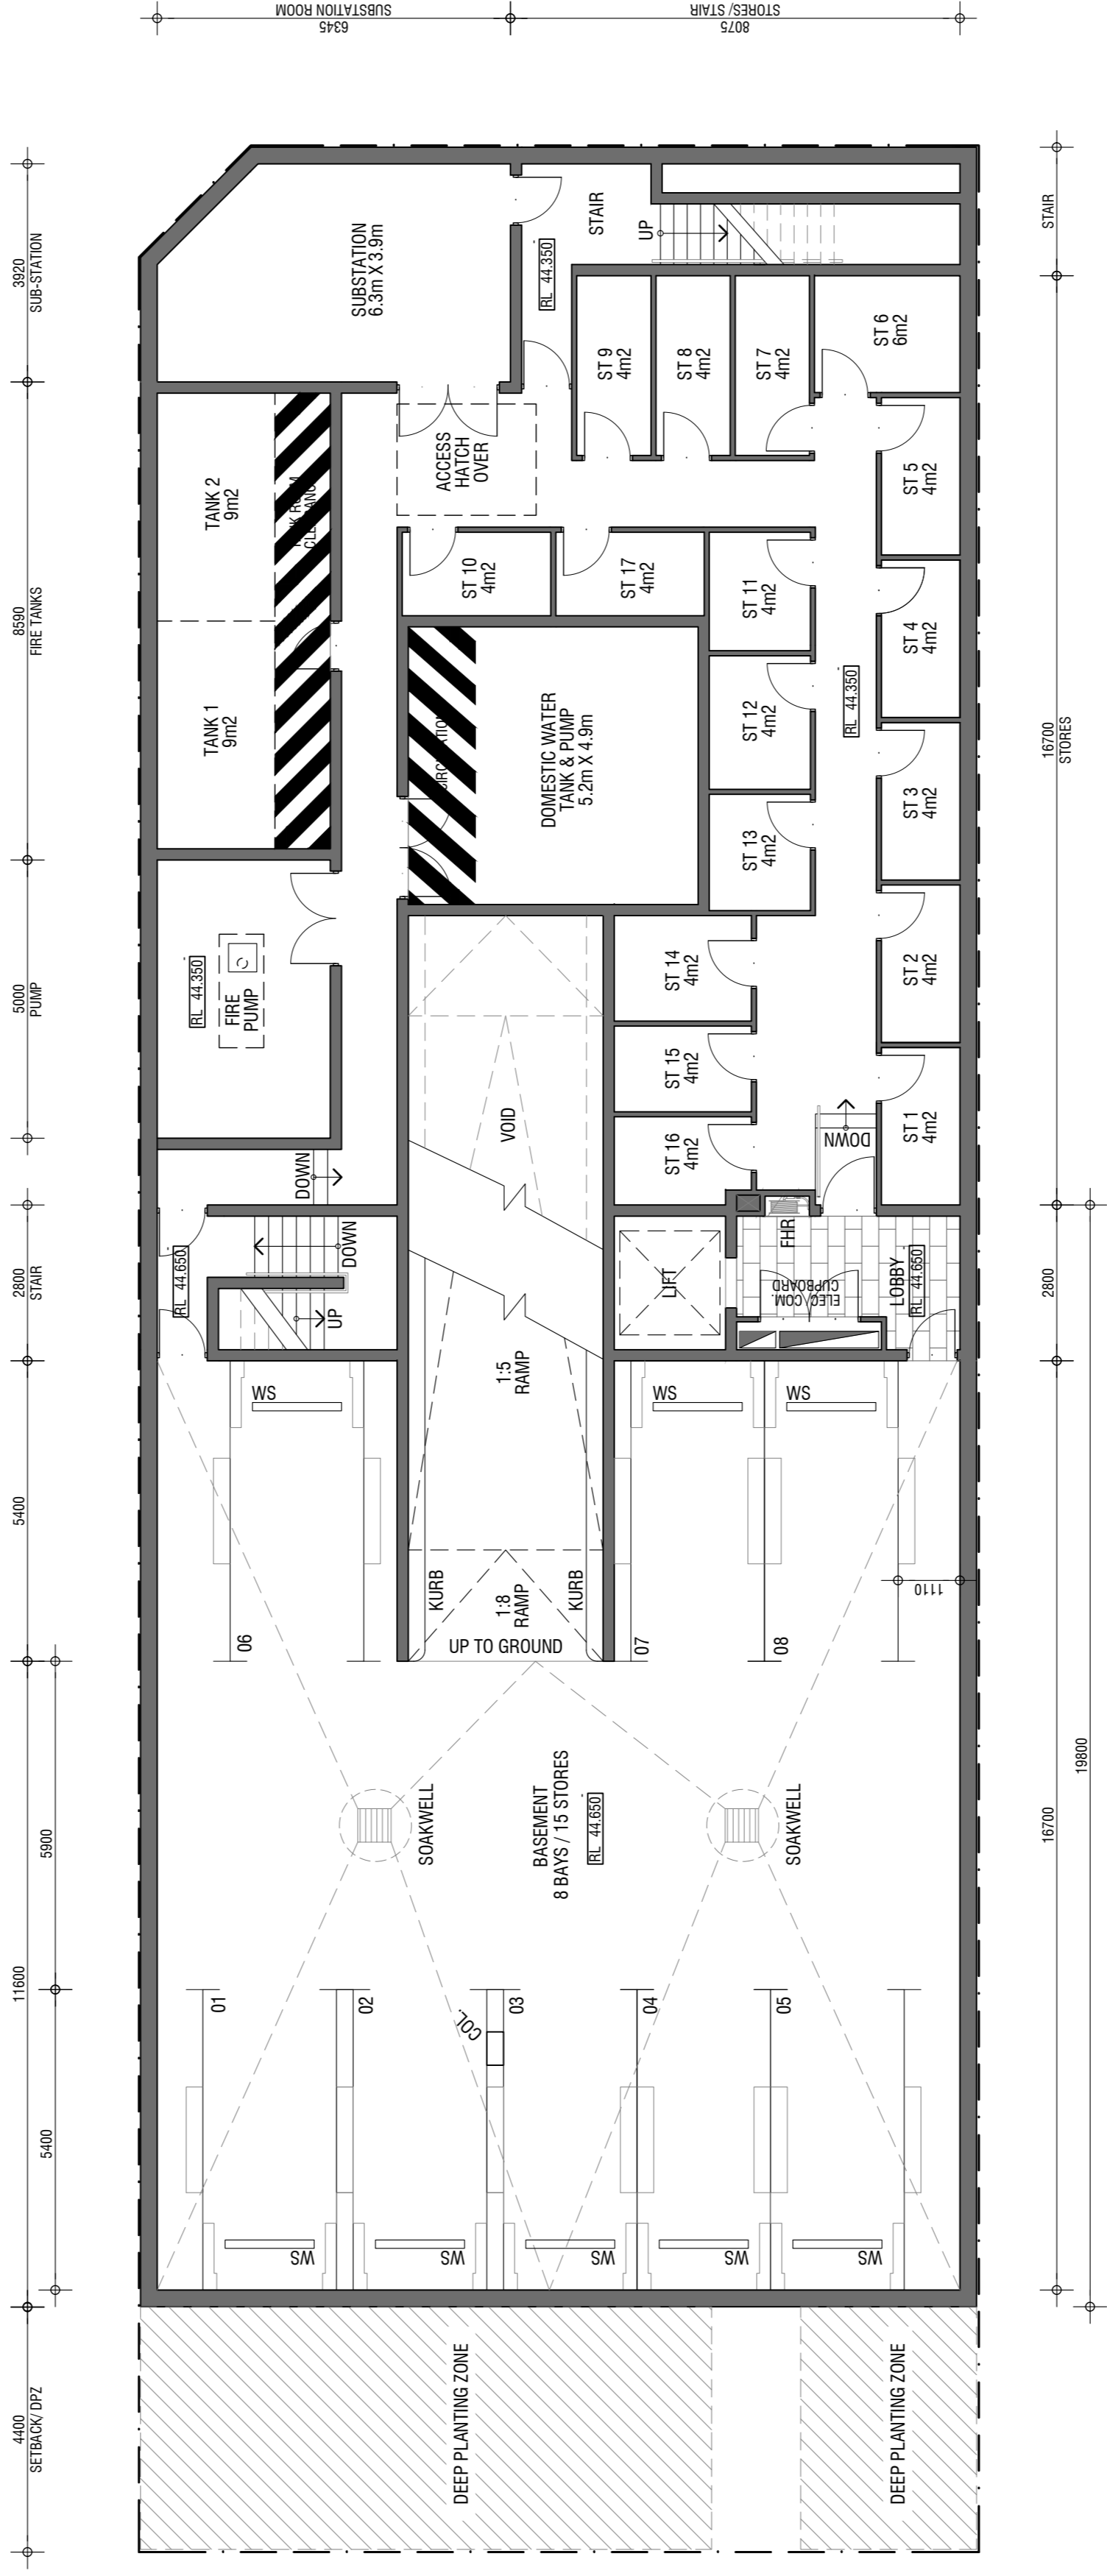 6345
SUBSTATION ROOM
8075
STORES/ STAIR
3920
SUB-STATION
8590
FIRE TANKS
5000
PUMP
2800
STAIR
5400
11600
5900
5400
4400
SETBACK/ DPZ
STAIR
16700
STORES
2800
19800
16700
SUBSTATION
6.3m X 3.9m
STAIR
UP
RL 44.350
TANK 2
9m2
TANK 1
9m2
ACCESS
HATCH
OVER
ST 9
4m2
ST 8
4m2
ST 7
4m2
ST 6
6m2
ST 5
4m2
ST 10
4m2
ST 17
4m2
ST 11
4m2
ST 4
4m2
ST 12
4m2
RL 44.350
ST 3
4m2
ST 13
4m2
DOMESTIC WATER
TANK & PUMP
5.2m X 4.9m
ST 2
4m2
ST 14
4m2
ST 15
4m2
ST 16
4m2
ST 1
4m2
RL 44.350
FIRE
PUMP
VOID
DOWN
DOWN
DOWN
UP
RL 44.650
LIFT
FHR
ELEC/COM.
CUPBOARD
LOBBY
RL 44.650
1:5
RAMP
KURB
1:8
RAMP
KURB
UP TO GROUND
WS
WS
WS
06
07
08
1110
SOAKWELL
BASEMENT
8 BAYS / 15 STORES
RL 44.650
SOAKWELL
01
02
COL.
03
04
05
WS
WS
WS
WS
WS
DEEP PLANTING ZONE
DEEP PLANTING ZONE